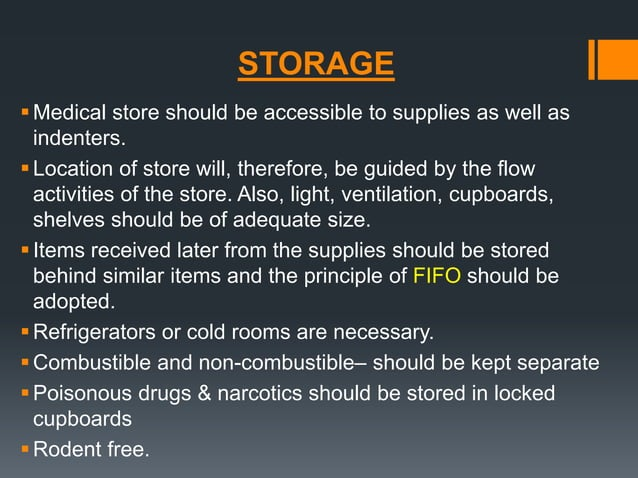 STORAGE
▪Medical store should be accessible to supplies as well as
indenters.
▪Location of store will, therefore, be guided by the flow
activities of the store. Also, light, ventilation, cupboards,
shelves should be of adequate size.
▪Items received later from the supplies should be stored
behind similar items and the principle of FIFO should be
adopted.
▪Refrigerators or cold rooms are necessary.
▪Combustible and non-combustible– should be kept separate
▪Poisonous drugs & narcotics should be stored in locked
cupboards
▪Rodent free.